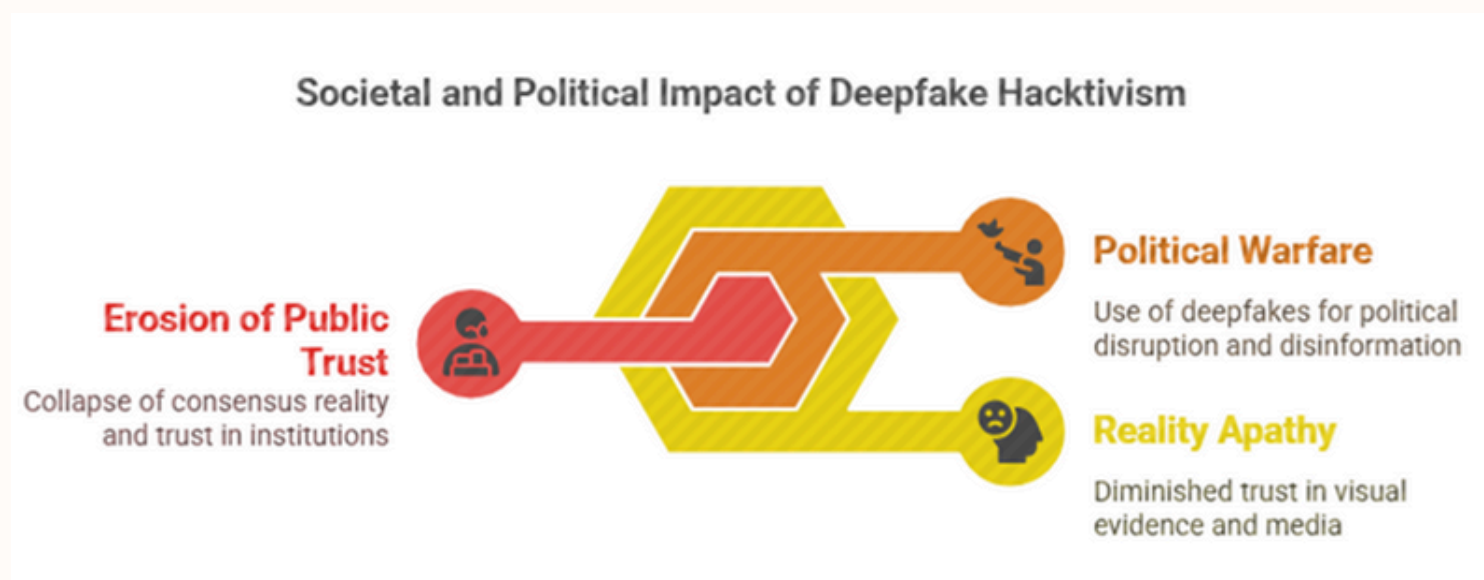 Societal and Political Impact of Deepfake Hacktivism
Erosion of Public
Trust
Collapse of consensus reality
and trust in institutions
Political Warfare
Use of deepfakes for political
disruption and disinformation
Reality Apathy
Diminished trust in visual
evidence and media